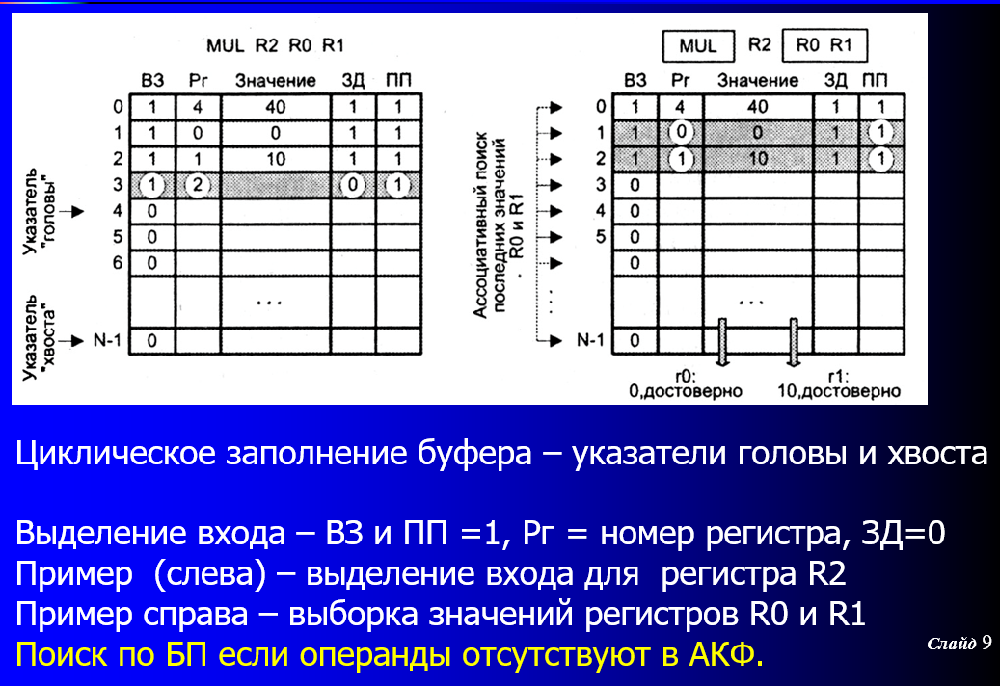 MUL R2 R0 R1
ВЗ Рг Значение ЗД ПП
0 1 4 40 1 1
1 1 0 0 1 1
2 1 1 10 1 1
3 1 2 0 1
4 0
5 0
6 0
...
N-1 0
Указатель
"головы"
Указатель
"хвоста"
MUL R2 R0 R1
ВЗ Рг Значение ЗД ПП
0 1 4 40 1 1
1 1 0 0 1 1
2 1 1 10 1 1
3 0
4 0
5 0
0
...
N-1 0
Ассоциативный поиск
последних значений
R0 и R1
r0:
0,достоверно
r1:
10,достоверно
Циклическое заполнение буфера – указатели головы и хвоста
Выделение входа – ВЗ и ПП =1, Рг = номер регистра, ЗД=0
Пример (слева) – выделение входа для регистра R2
Пример справа – выборка значений регистров R0 и R1
Поиск по БП если операнды отсутствуют в АКФ.
Слайд 9